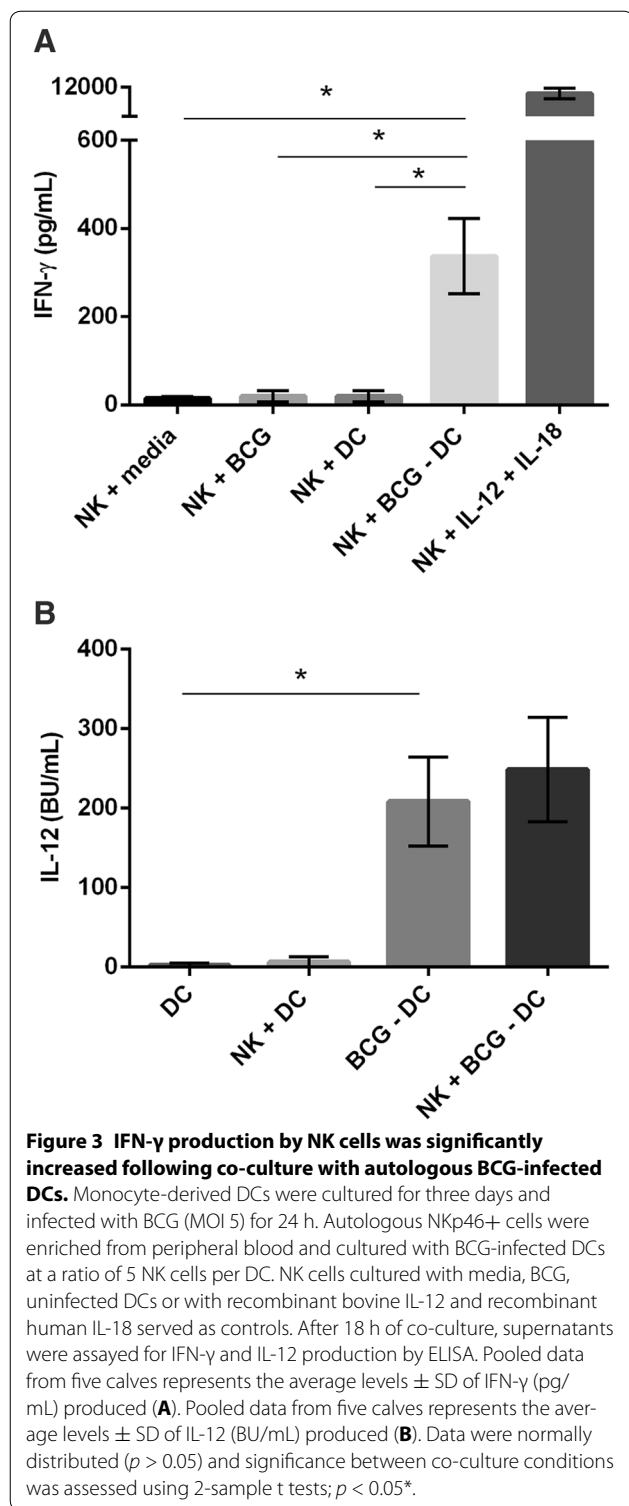 A
12000
600
400
200
0
IFN-γ (pg/mL)
*
*
*
NK + media
NK + BCG
NK + DC
NK + BCG - DC
NK + IL-12 + IL-18
B
400
300
200
100
0
IL-12 (BU/mL)
*
DC
NK + DC
BCG - DC
NK + BCG - DC
Figure 3 IFN-γ production by NK cells was significantly
increased following co-culture with autologous BCG-infected
DCs. Monocyte-derived DCs were cultured for three days and
infected with BCG (MOI 5) for 24 h. Autologous NKp46+ cells were
enriched from peripheral blood and cultured with BCG-infected DCs
at a ratio of 5 NK cells per DC. NK cells cultured with media, BCG,
uninfected DCs or with recombinant bovine IL-12 and recombinant
human IL-18 served as controls. After 18 h of co-culture, supernatants
were assayed for IFN-γ and IL-12 production by ELISA. Pooled data
from five calves represents the average levels ± SD of IFN-γ (pg/
mL) produced (A). Pooled data from five calves represents the aver-
age levels ± SD of IL-12 (BU/mL) produced (B). Data were normally
distributed (p > 0.05) and significance between co-culture conditions
was assessed using 2-sample t tests; p < 0.05*.